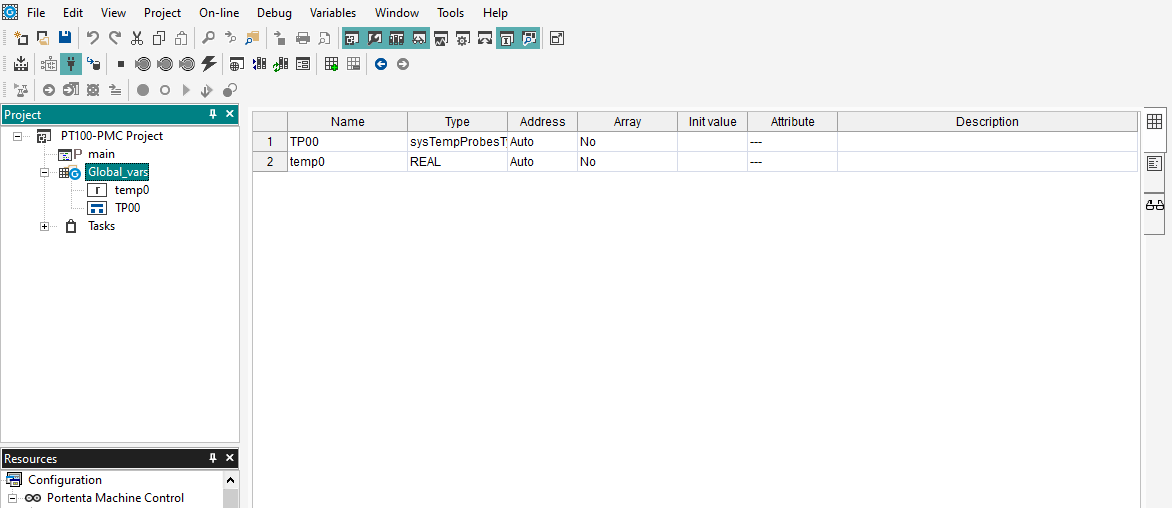 File Edit View Project On-line Debug Variables Window Tools Help
Project
PT100-PMC Project
main
Global_vars
temp0
TP00
Tasks
Name Type Address Array Init value Attribute Description
1 TP00 sysTempProbesT Auto No ---
2 temp0 REAL Auto No ---
Resources
Configuration
Portenta Machine Control